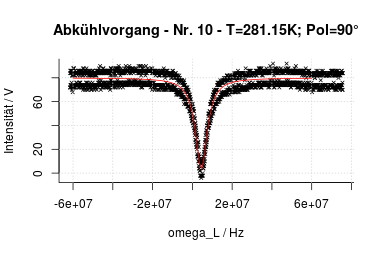 Abkühlvorgang - Nr. 10 - T=281.15K; Pol=90°
Intensität / V
60
20
0
-6e+07 -2e+07 2e+07 6e+07
omega_L / Hz